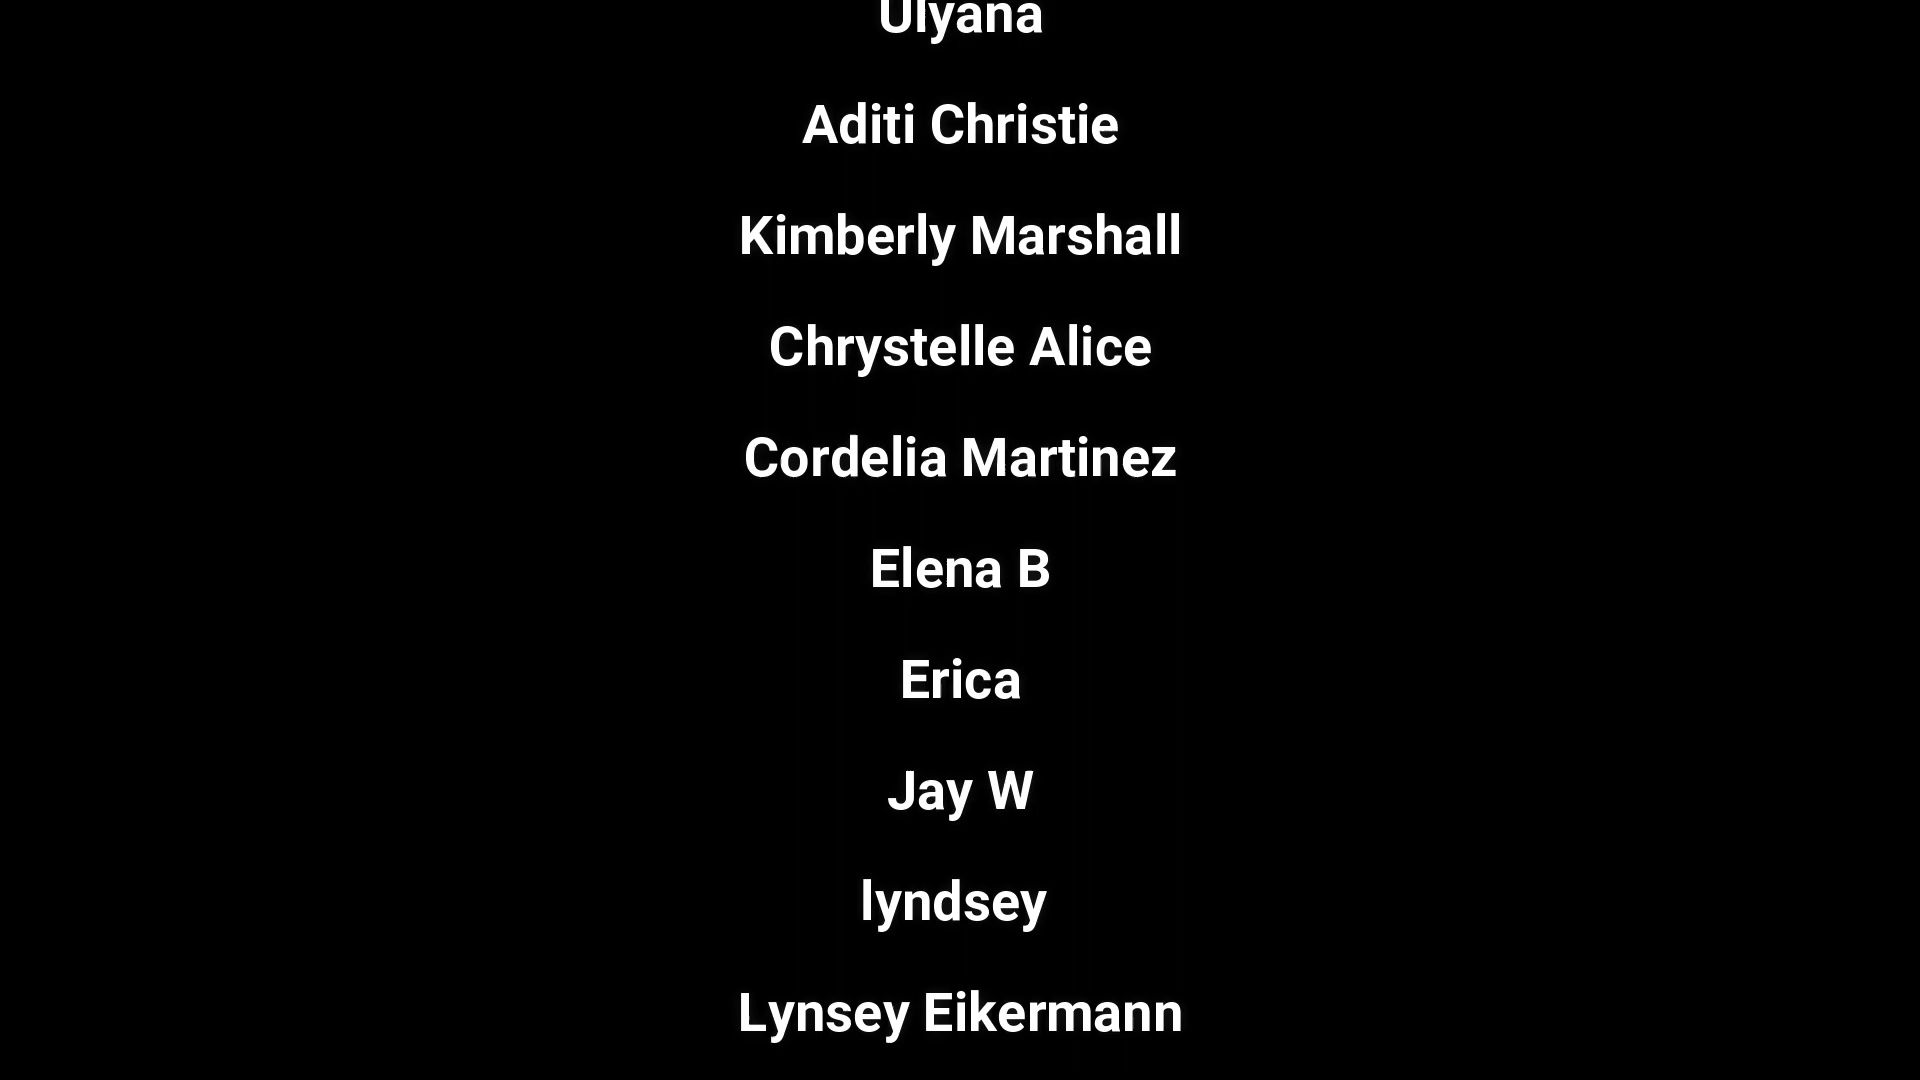 Ulyana
Aditi Christie
Kimberly Marshall
Chrystelle Alice
Cordelia Martinez
Elena B
Erica
Jay W
lyndsey
Lynsey Eikermann